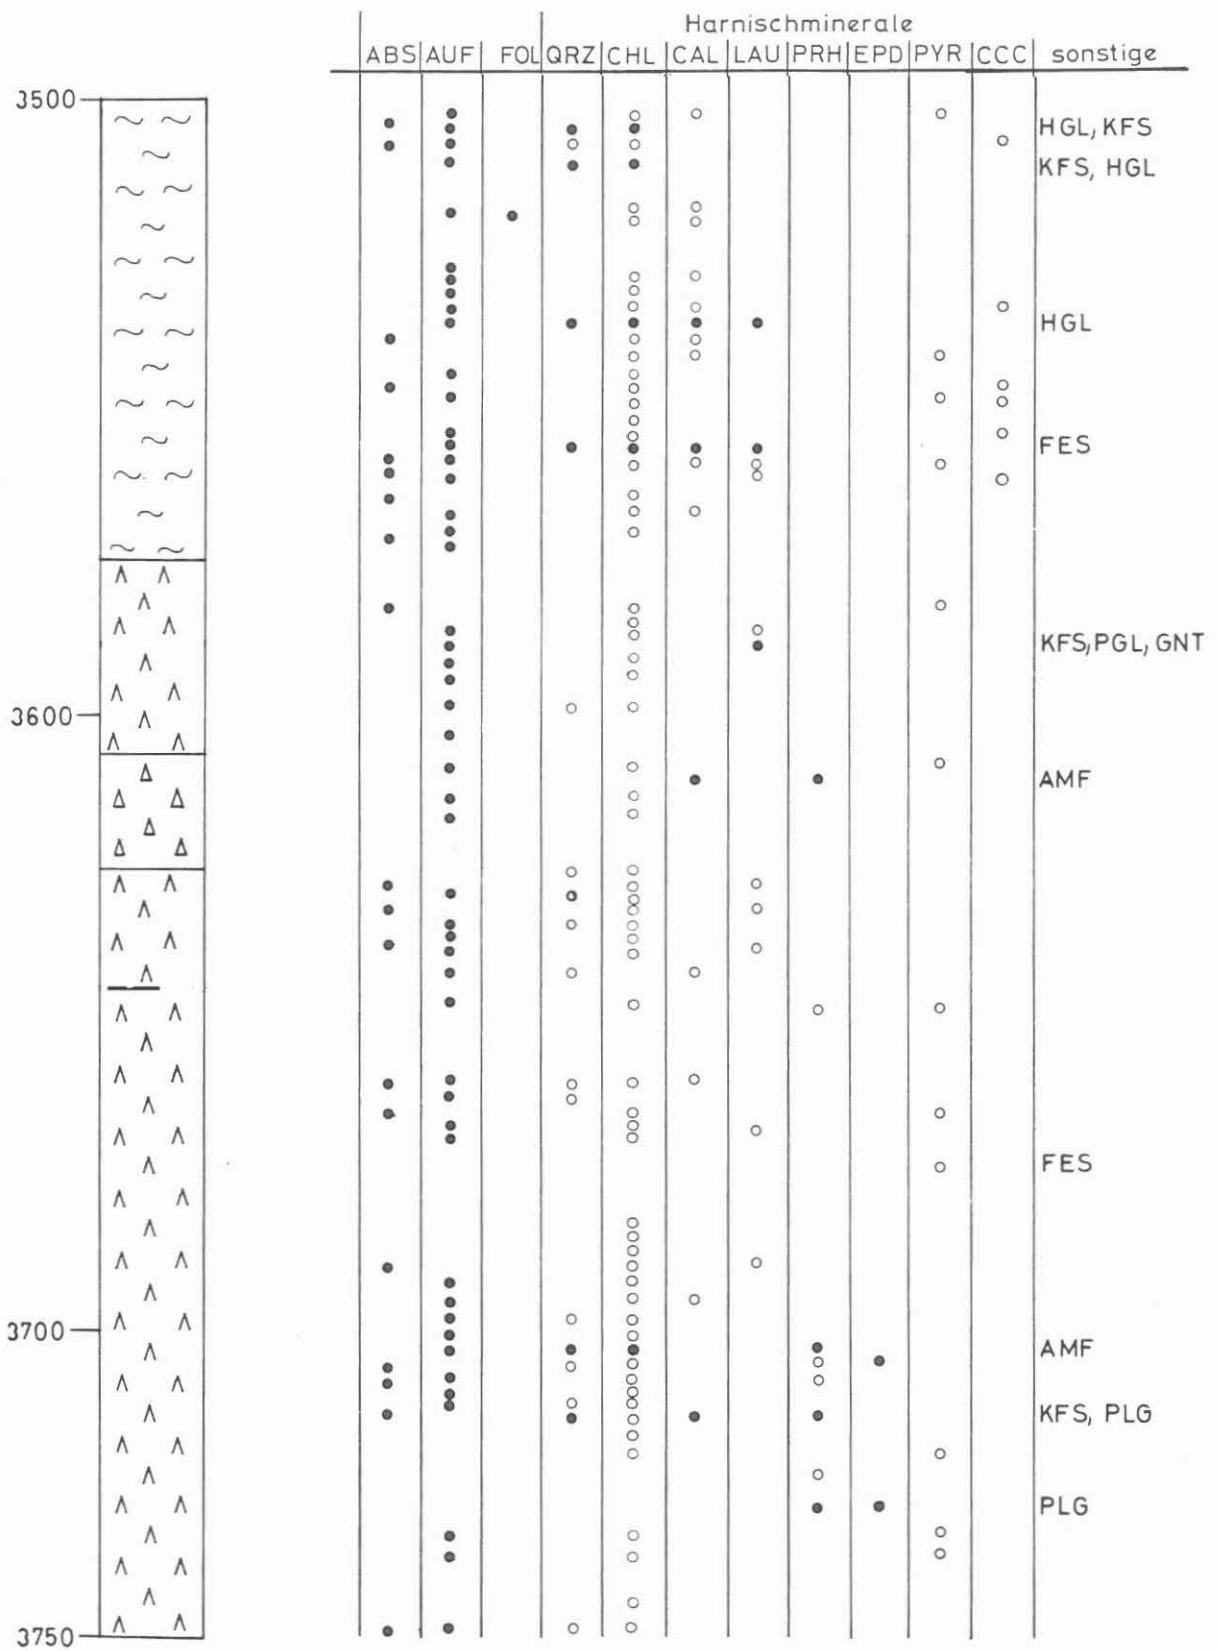 Harnischminerale
ABS AUF FOL QRZ CHL CAL LAU PRH EPD PYR CCC sonstige
3500
HGL, KFS
KFS, HGL
HGL
FES
KFS, PGL, GNT
3600
AMF
FES
3700
AMF
KFS, PLG
PLG
3750